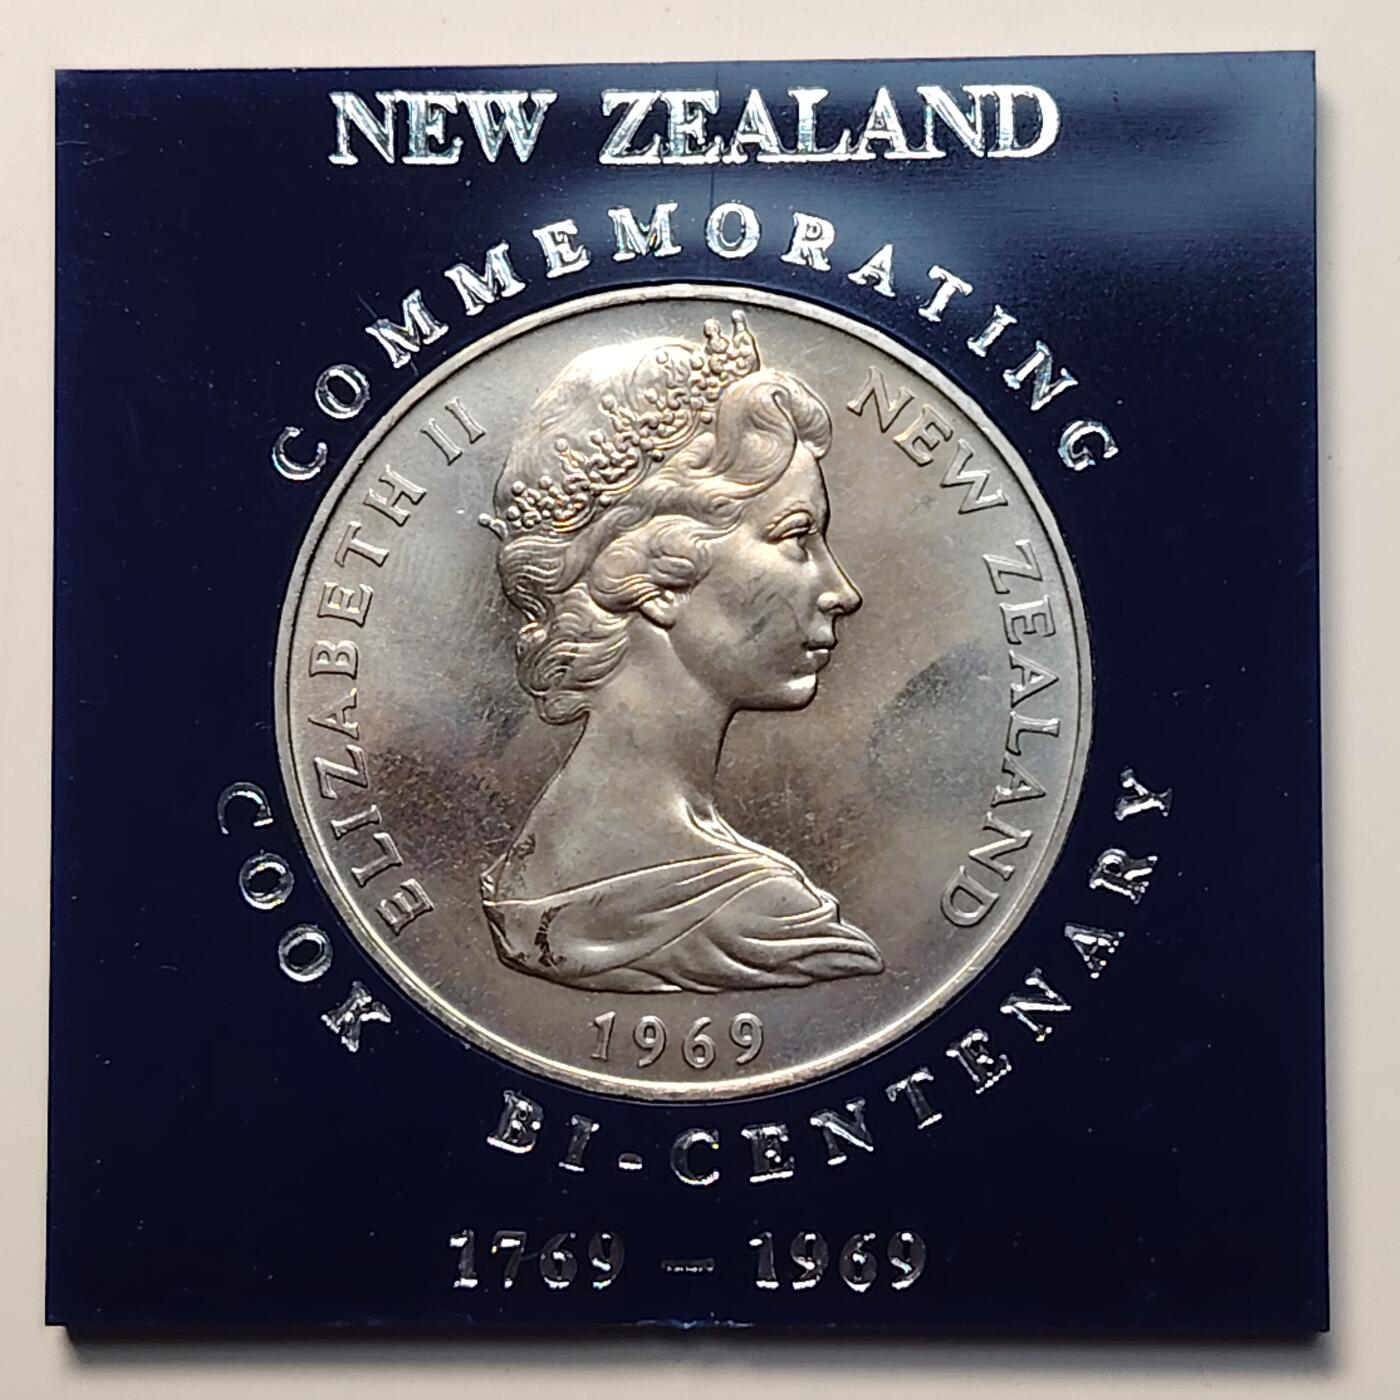 NEW ZEALAND
COMMEMORATING
ELIZABETH II
NEW ZEALAND
1969
COOK BI-CENTENARY
1769 - 1969